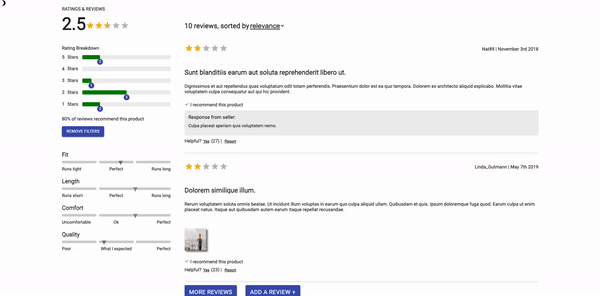 RATINGS & REVIEWS
2.5
Rating Breakdown
5 Stars
4 Stars
3 Stars
2 Stars
1 Stars
80% of reviews recommend this product
REMOVE FILTERS
Fit
Runs tight Perfect Runs long
Length
Runs short Perfect Runs long
Comfort
Uncomfortable Ok Perfect
Quality
Poor What I expected Perfect
10 reviews, sorted by relevance
Nat89 | November 3rd 2018
Sunt blanditiis earum aut soluta reprehenderit libero ut.
Dignissimos et aut repellendus quas voluptatum odit totam perferendis. Praesentium dolor est ea quo tempora. Dolorem ex architecto aliquid explicabo. Mollitia vitae
voluptatem culpa consequatur aut qui hic provident.
✓ I recommend this product
Response from seller:
Culpa placeat aperiam quis voluptatem nemo.
Helpful? Yes (27) | Report
Linda_Gutmann | May 7th 2019
Dolorem similique illum.
Rerum voluptatem soluta omnis beatae. Ut incidunt illum voluptas in earum quo culpa aliquid ullam. Quibusdam et quis. Ipsum doloremque fuga quod. Earum culpa ut enim
placeat natus. Itaque aut quibusdam autem earum itaque repellat recusandae.
✓ I recommend this product
Helpful? Yes (23) | Report
MORE REVIEWS ADD A REVIEW +